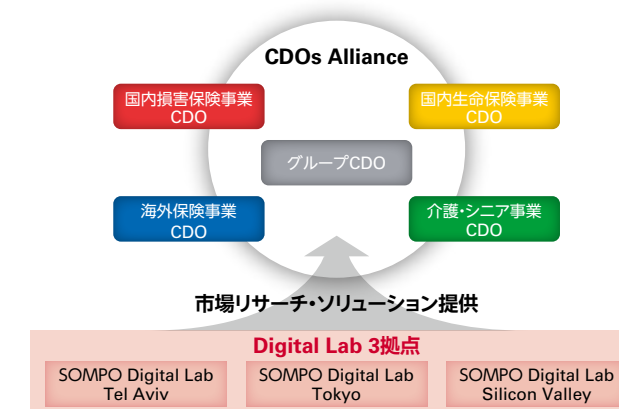 CDOs Alliance
国内損害保険事業
CDO
国内生命保険事業
CDO
グループCDO
海外保険事業
CDO
介護・シニア事業
CDO
市場リサーチ・ソリューション提供
Digital Lab 3拠点
SOMPO Digital Lab
Tel Aviv
SOMPO Digital Lab
Tokyo
SOMPO Digital Lab
Silicon Valley